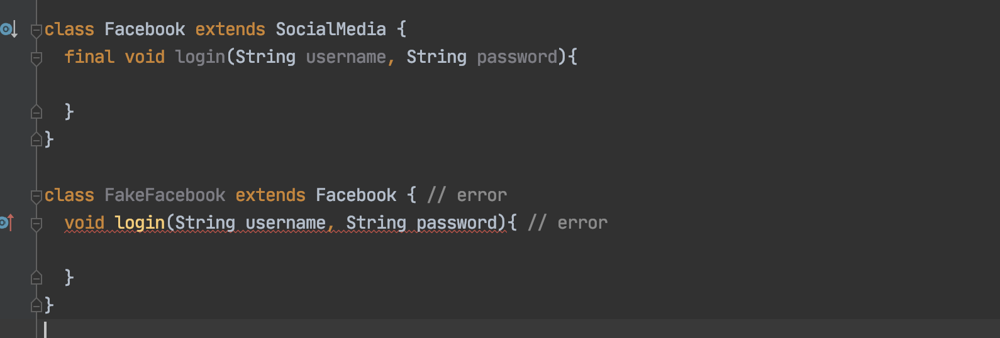 class Facebook extends SocialMedia {
final void login(String username, String password){
}
}
class FakeFacebook extends Facebook { // error
void login(String username, String password){ // error
}
}